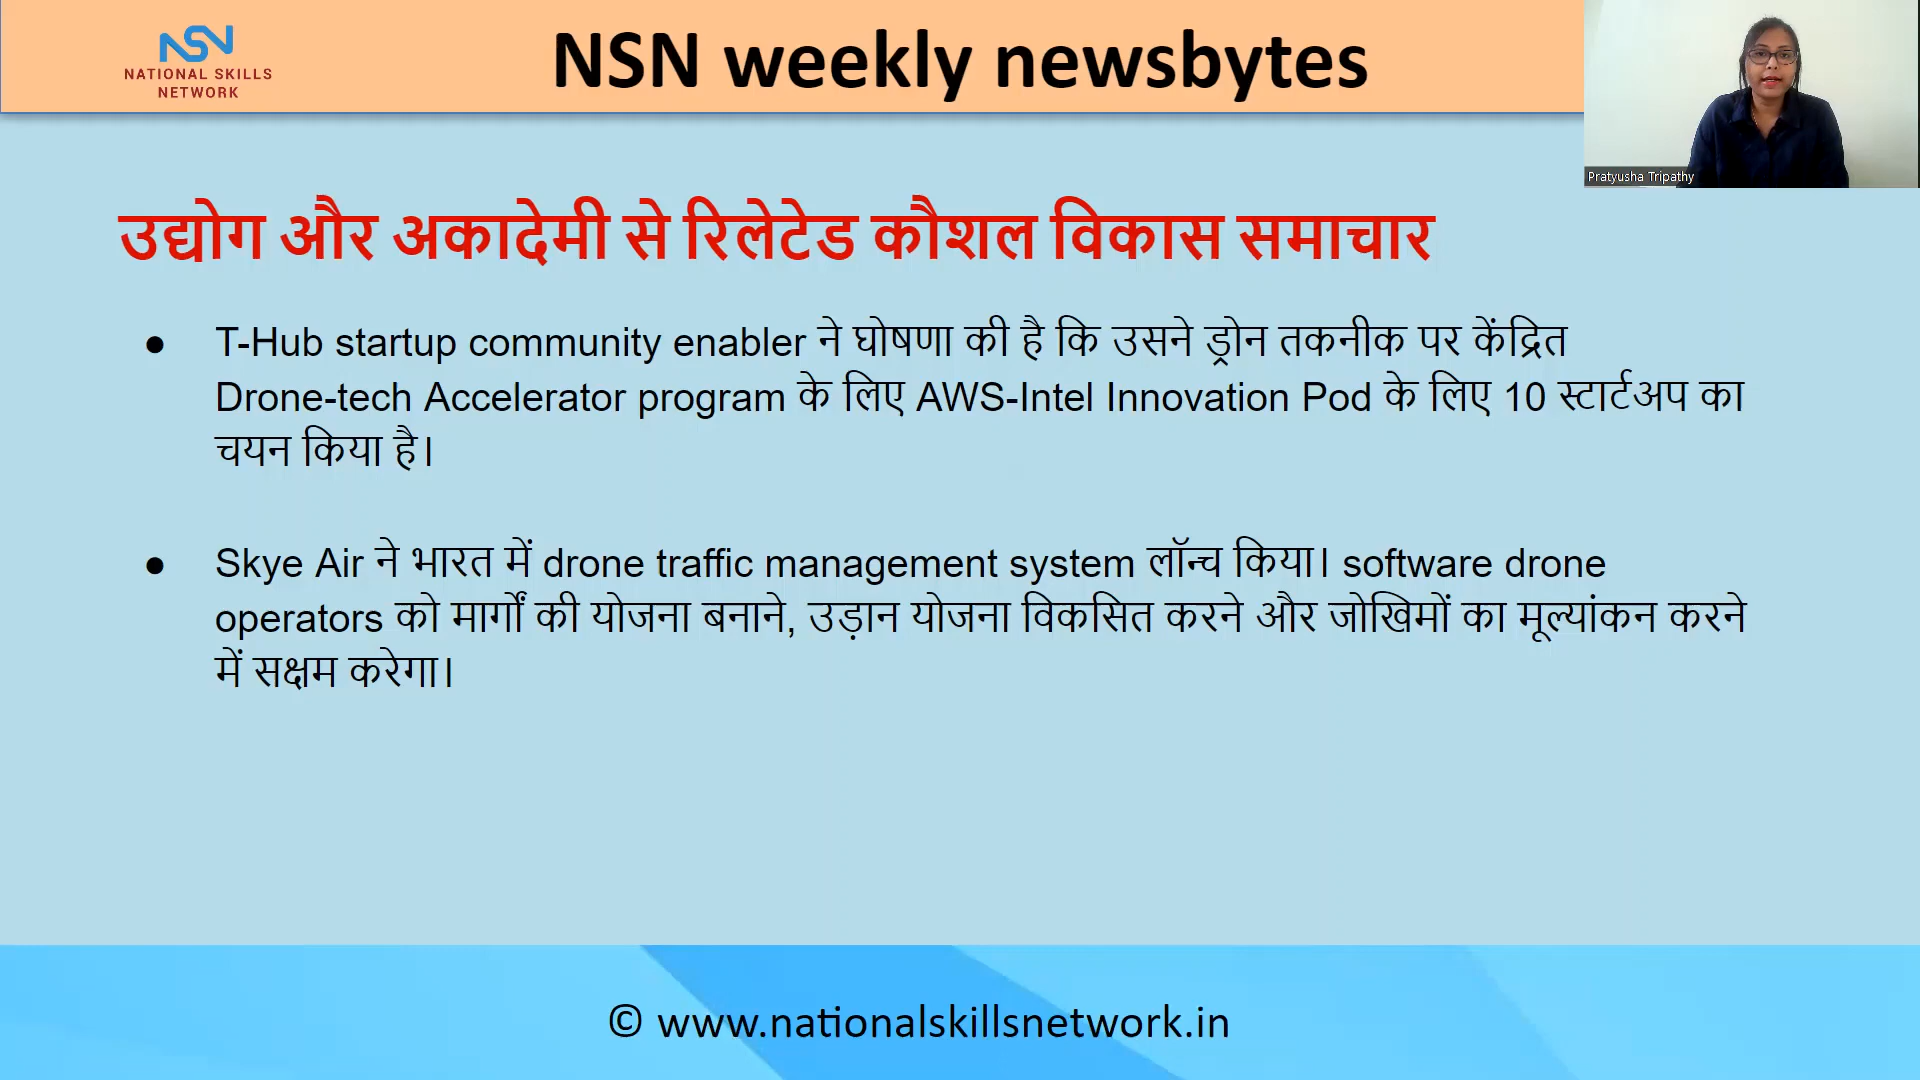 NSN
NATIONAL SKILLS
NETWORK
NSN weekly newsbytes
Pratyusha Tripathy
उद्योग और अकादेमी से रिलेटेड कौशल विकास समाचार
● T-Hub startup community enabler ने घोषणा की है कि उसने ड्रोन तकनीक पर केंद्रित
Drone-tech Accelerator program के लिए AWS-Intel Innovation Pod के लिए 10 स्टार्टअप का
चयन किया है।
● Skye Air ने भारत में drone traffic management system लॉन्च किया। software drone
operators को मार्गों की योजना बनाने, उड़ान योजना विकसित करने और जोखिमों का मूल्यांकन करने
में सक्षम करेगा।
© www.nationalskillsnetwork.in